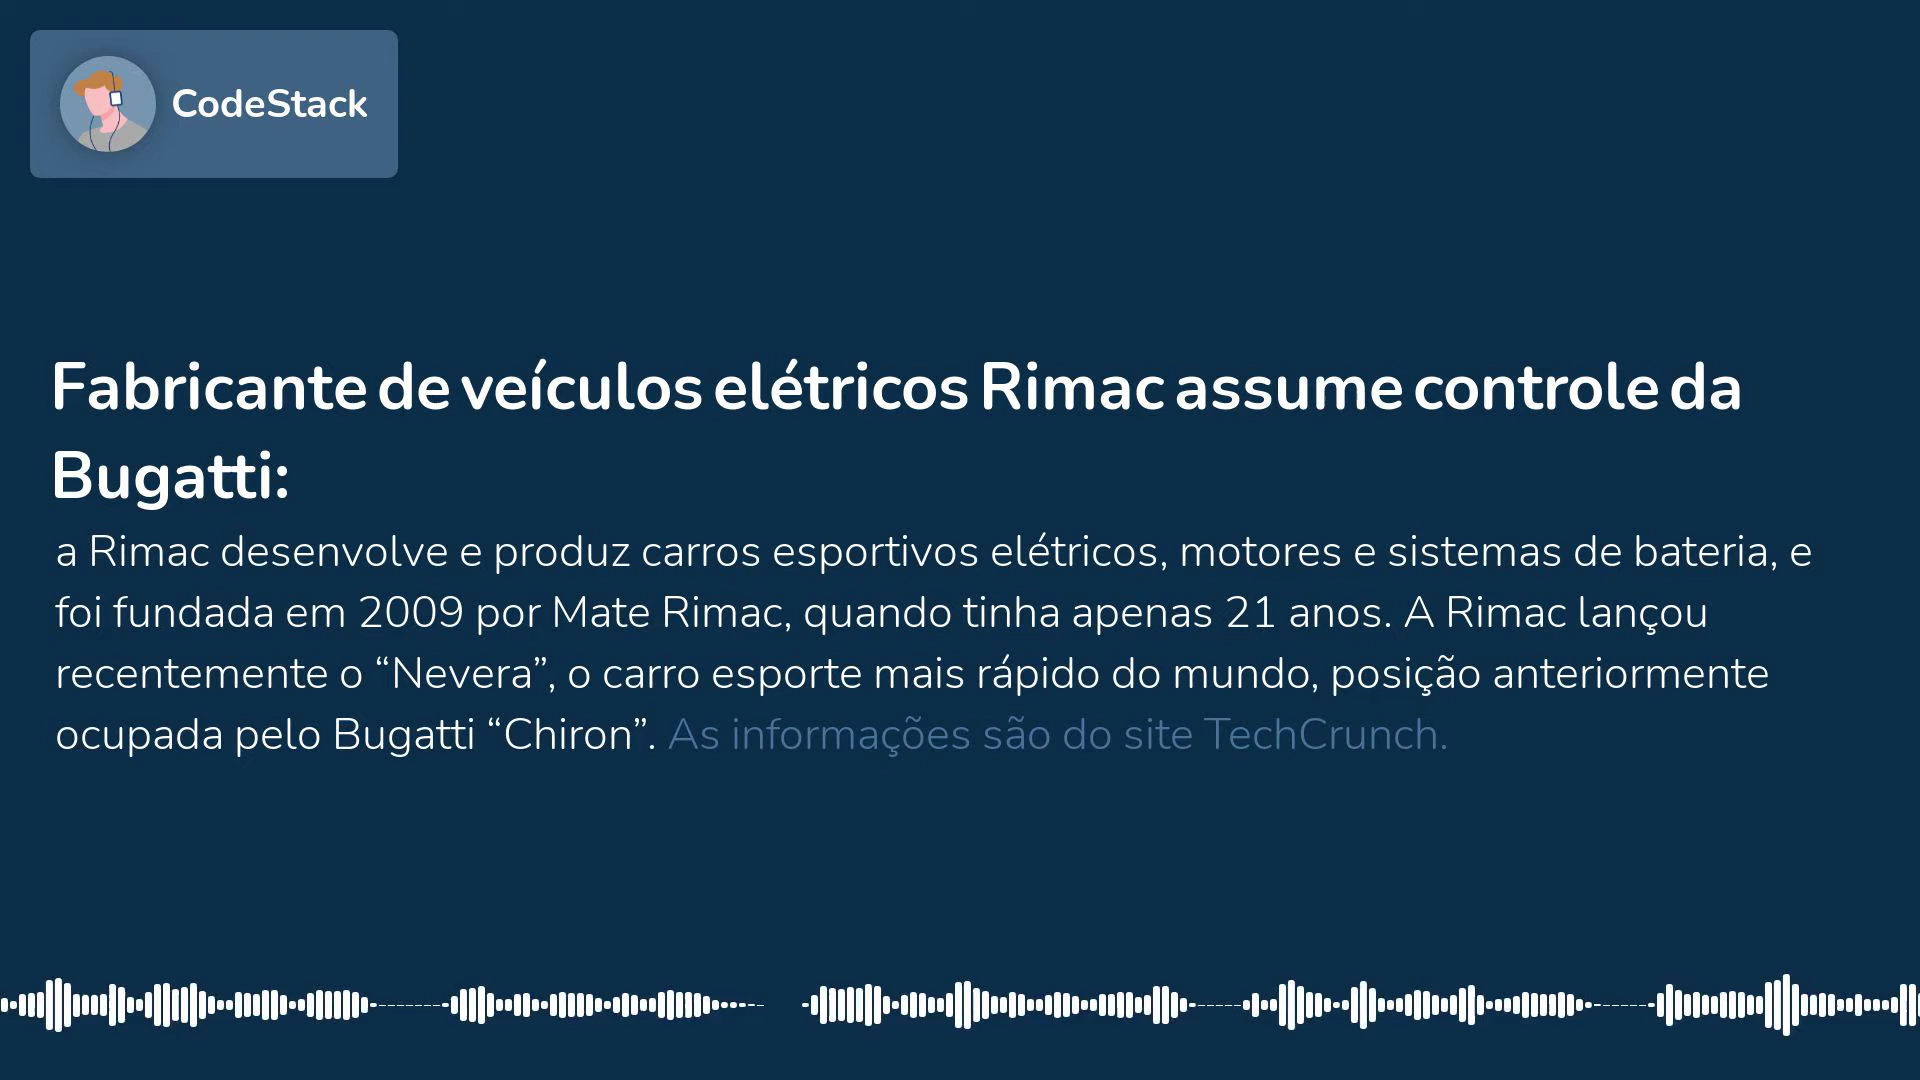 CodeStack
Fabricante de veículos elétricos Rimac assume controle da
Bugatti:
a Rimac desenvolve e produz carros esportivos elétricos, motores e sistemas de bateria, e
foi fundada em 2009 por Mate Rimac, quando tinha apenas 21 anos. A Rimac lançou
recentemente o “Nevera”, o carro esporte mais rápido do mundo, posição anteriormente
ocupada pelo Bugatti “Chiron”. As informações são do site TechCrunch.